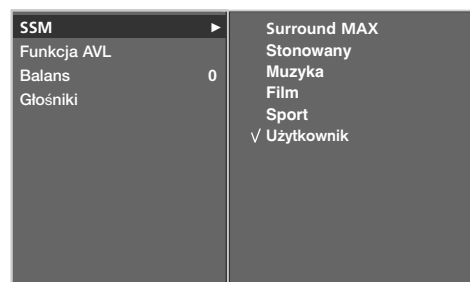 SSM ►
Funkcja AVL
Balans 0
Głośniki
Surround MAX
Stonowany
Muzyka
Film
Sport
√ Użytkownik